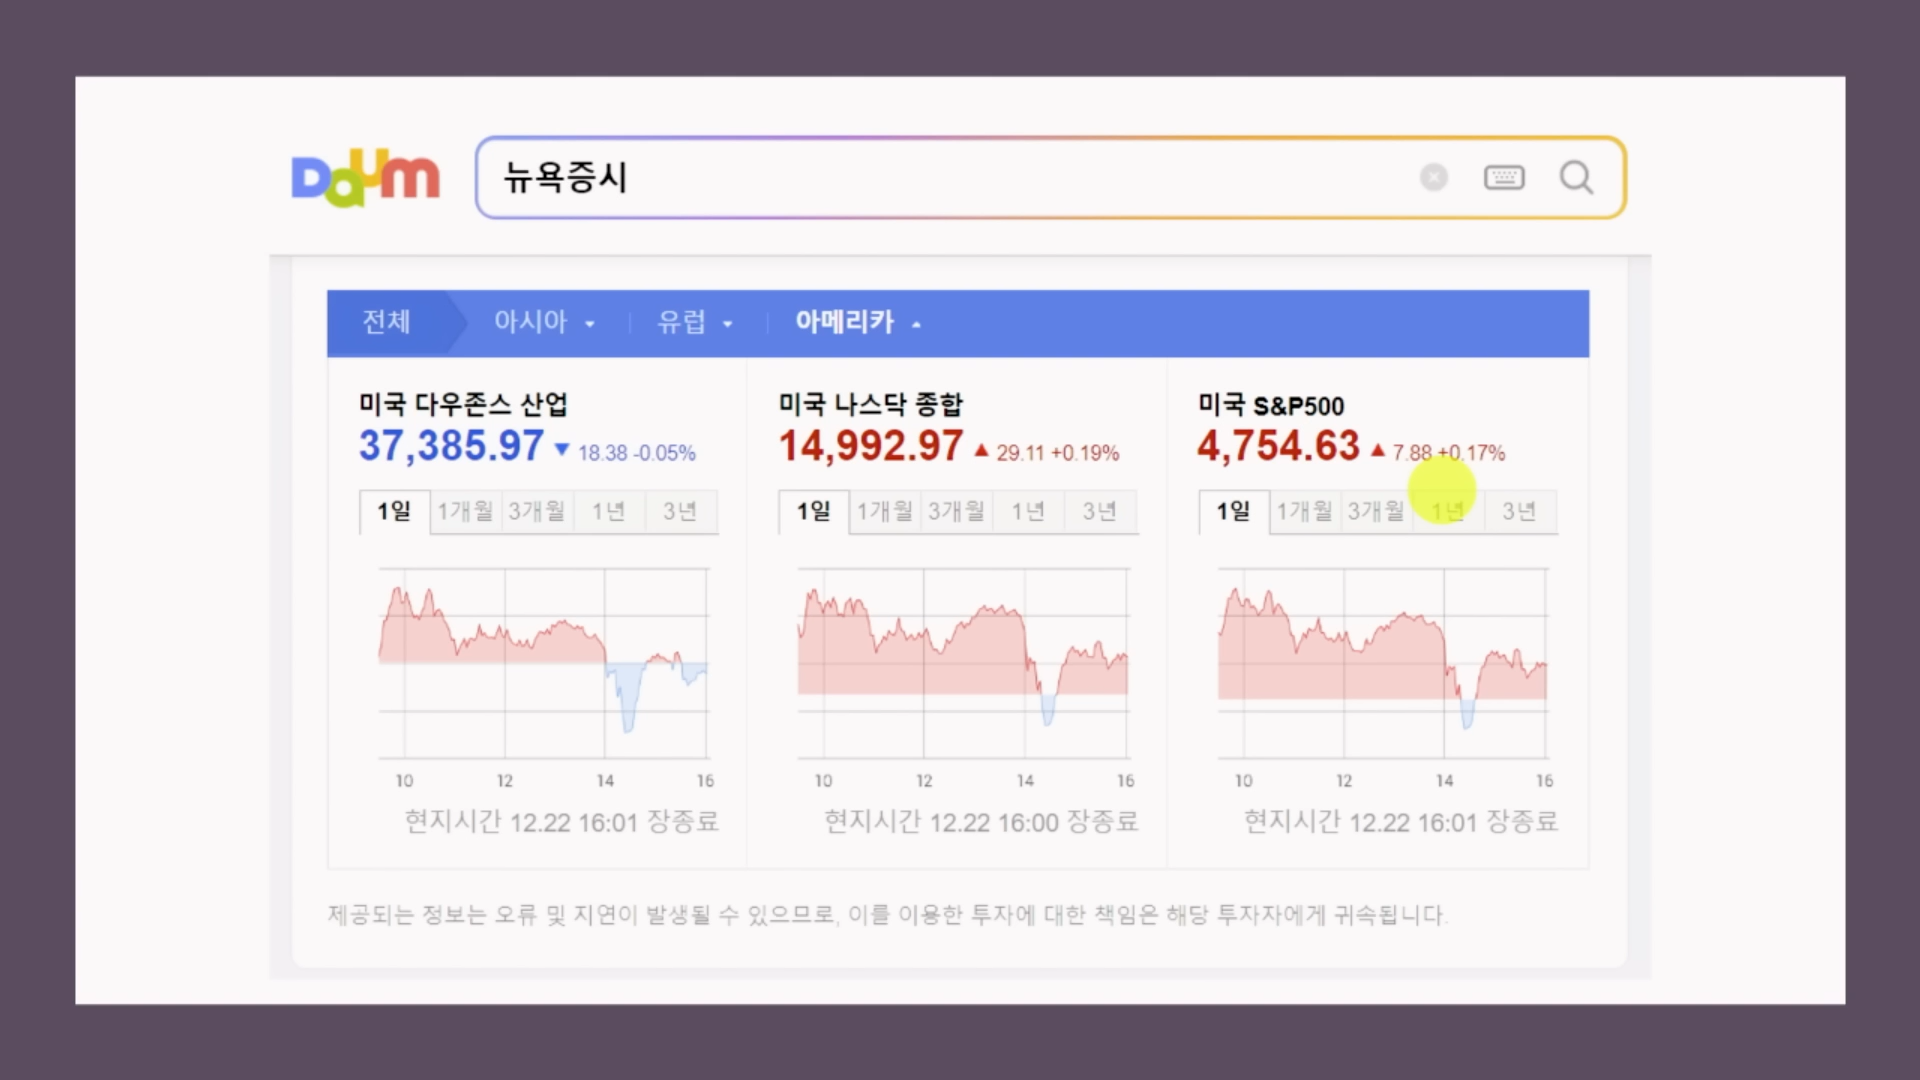 Daum
뉴욕증시
전체
아시아
유럽
아메리카
미국 다우존스 산업
37,385.97 ▼ 18.38 -0.05%
1일 1개월 3개월 1년 3년
10 12 14 16
현지시간 12.22 16:01 장종료
미국 나스닥 종합
14,992.97 ▲ 29.11 +0.19%
1일 1개월 3개월 1년 3년
10 12 14 16
현지시간 12.22 16:00 장종료
미국 S&P500
4,754.63 ▲ 7.88 +0.17%
1일 1개월 3개월 1년 3년
10 12 14 16
현지시간 12.22 16:01 장종료
제공되는 정보는 오류 및 지연이 발생될 수 있으므로, 이를 이용한 투자에 대한 책임은 해당 투자자에게 귀속됩니다.